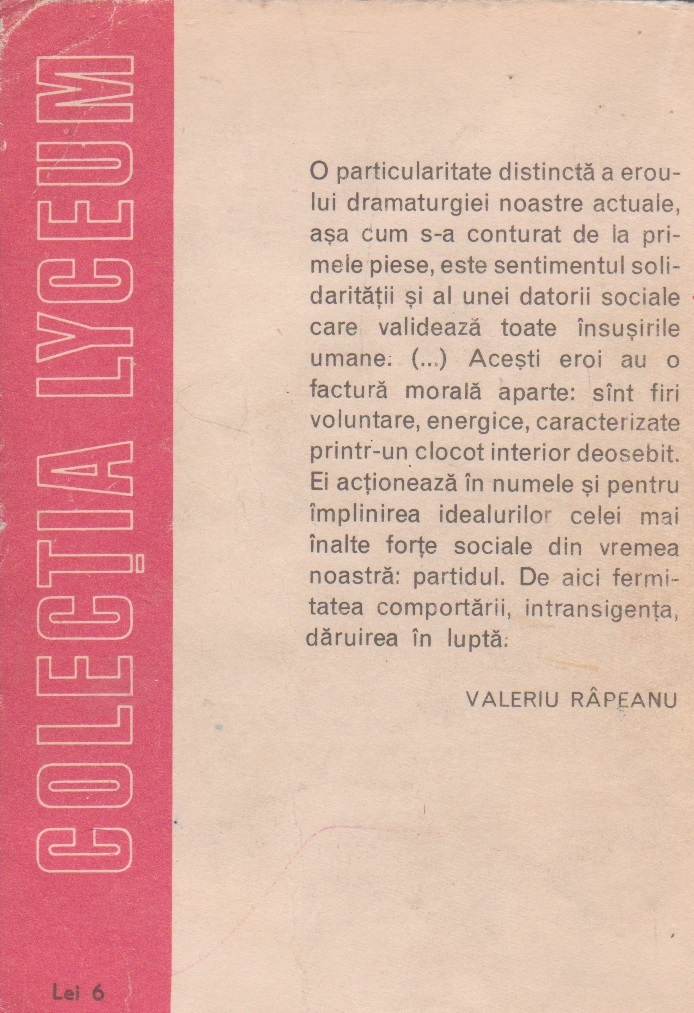 COLECȚIA LYCEUM
O particularitate distinctă a erou-
lui dramaturgiei noastre actuale,
așa cum s-a conturat de la pri-
mele piese, este sentimentul soli-
darității și al unei datorii sociale
care validează toate însușirile
umane. (...) Acești eroi au o
factură morală aparte: sînt firi
voluntare, energice, caracterizate
printr-un clocot interior deosebit.
Ei acționează în numele și pentru
împlinirea idealurilor celei mai
înalte forțe sociale din vremea
noastră: partidul. De aici fermi-
tatea comportării, intransigența,
dăruirea în luptă.
VALERIU RÂPEANU
Lei 6